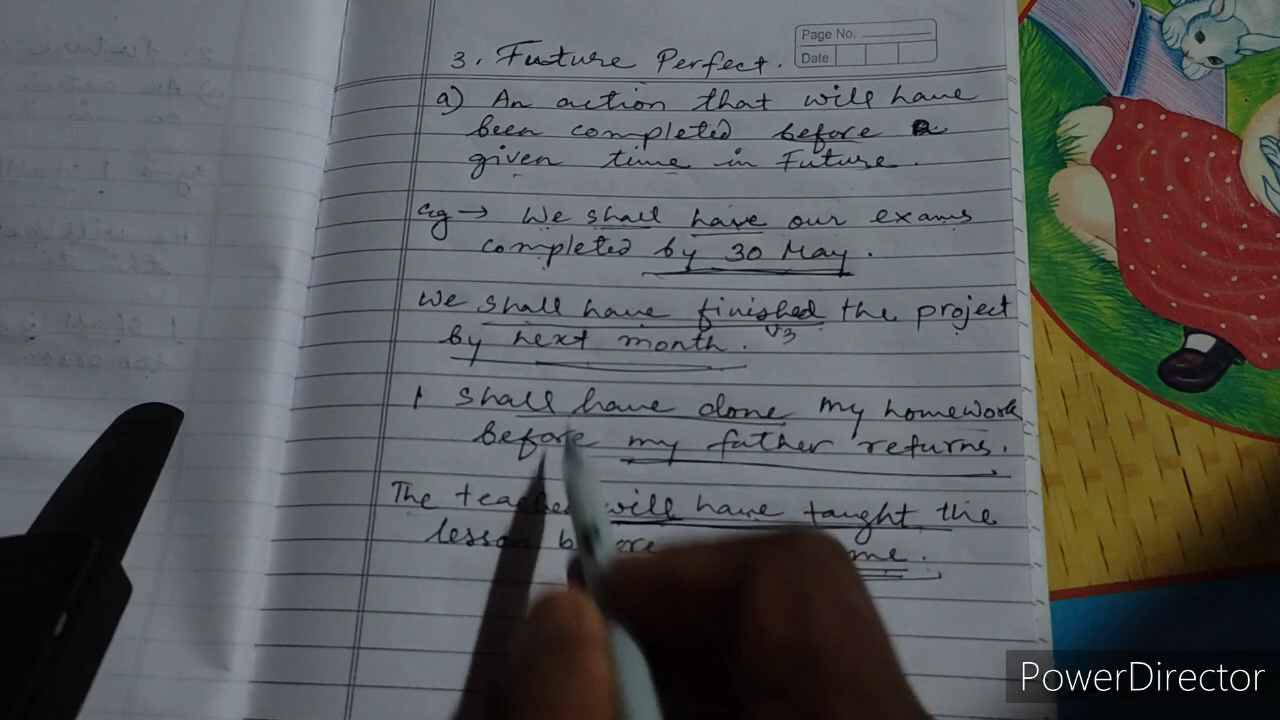 Page No.
Date
3. Future Perfect.
a) An action that will have
been completed before a
given time in Future.
eg → We shall have our exams
completed by 30 May.
We shall have finished the project
V3
by next month.
I shall have done my homework
before my father returns.
The teacher will have taught the
lesson before
PowerDirector